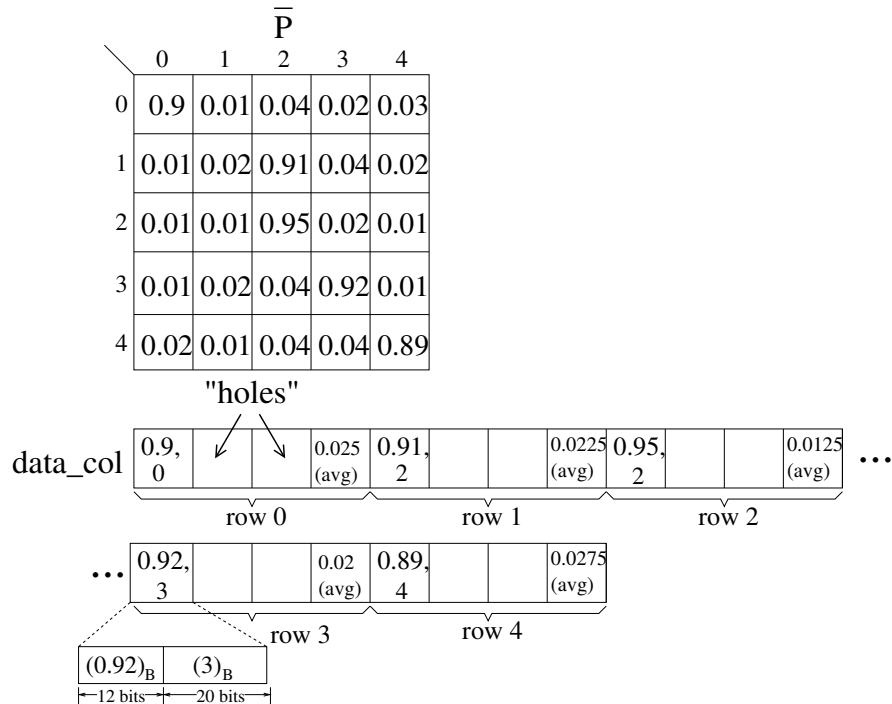 P
0 1 2 3 4
0 0.9 0.01 0.04 0.02 0.03
1 0.01 0.02 0.91 0.04 0.02
2 0.01 0.01 0.95 0.02 0.01
3 0.01 0.02 0.04 0.92 0.01
4 0.02 0.01 0.04 0.04 0.89
"holes"
data_col 0.9, 0 0.025 (avg) 0.91, 2 0.0225 (avg) 0.95, 2 0.0125 (avg) ...
row 0 row 1 row 2
... 0.92, 3 0.02 (avg) 0.89, 4 0.0275 (avg)
row 3 row 4
(0.92)B (3)B
12 bits 20 bits